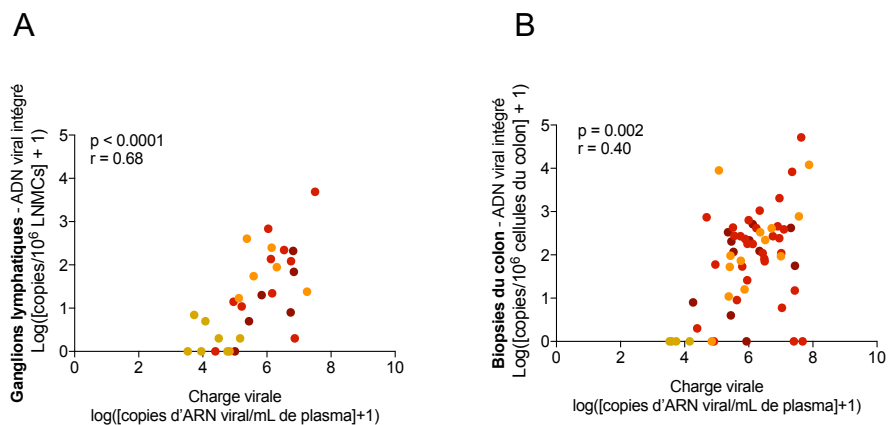 A
Ganglions lymphatiques - ADN viral intégré
Log([copies/10⁶ LNMCs] + 1)
p < 0.0001
r = 0.68
5
4
3
2
1
0
0 2 4 6 8 10
Charge virale
log([copies d'ARN viral/mL de plasma]+1)
B
Biopsies du colon - ADN viral intégré
Log([copies/10⁶ cellules du colon] + 1)
p = 0.002
r = 0.40
5
4
3
2
1
0
0 2 4 6 8 10
Charge virale
log([copies d'ARN viral/mL de plasma]+1)